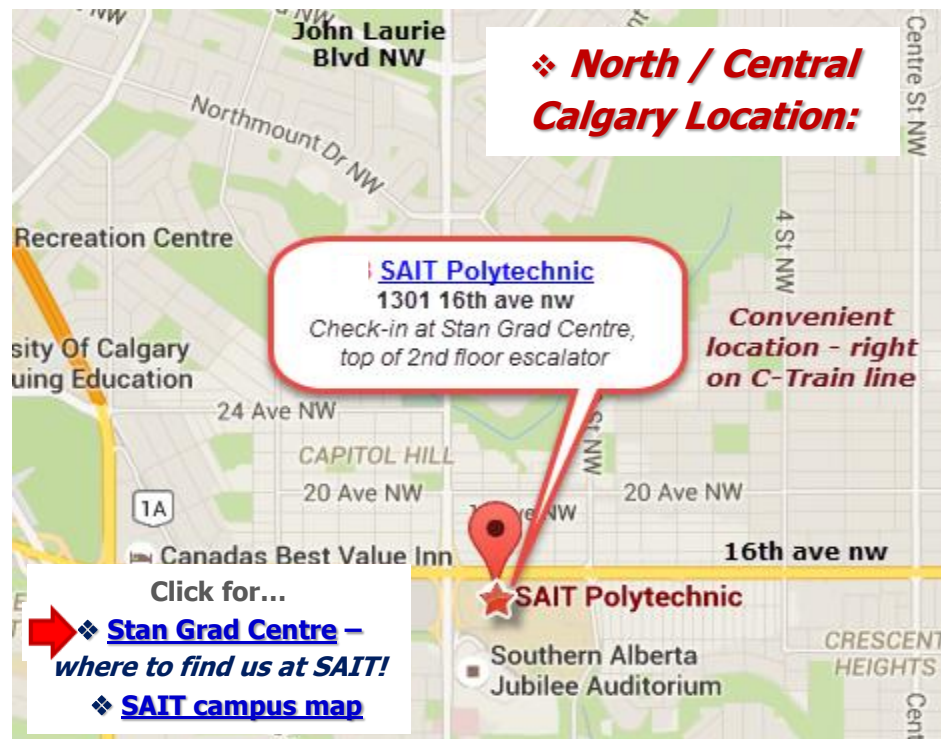 John Laurie
Blvd NW
❖ North / Central
Calgary Location:
Centre St NW
Northmount Dr NW
4 St NW
Recreation Centre
SAIT Polytechnic
1301 16th ave nw
Check-in at Stan Grad Centre,
top of 2nd floor escalator
Convenient
location - right
on C-Train line
sity Of Calgary
uing Education
24 Ave NW
St NW
CAPITOL HILL
20 Ave NW
20 Ave NW
1A
Canadas Best Value Inn
16th ave nw
Click for...
❖ Stan Grad Centre –
where to find us at SAIT!
❖ SAIT campus map
SAIT Polytechnic
Southern Alberta
Jubilee Auditorium
CRESCENT
HEIGHTS
Cent